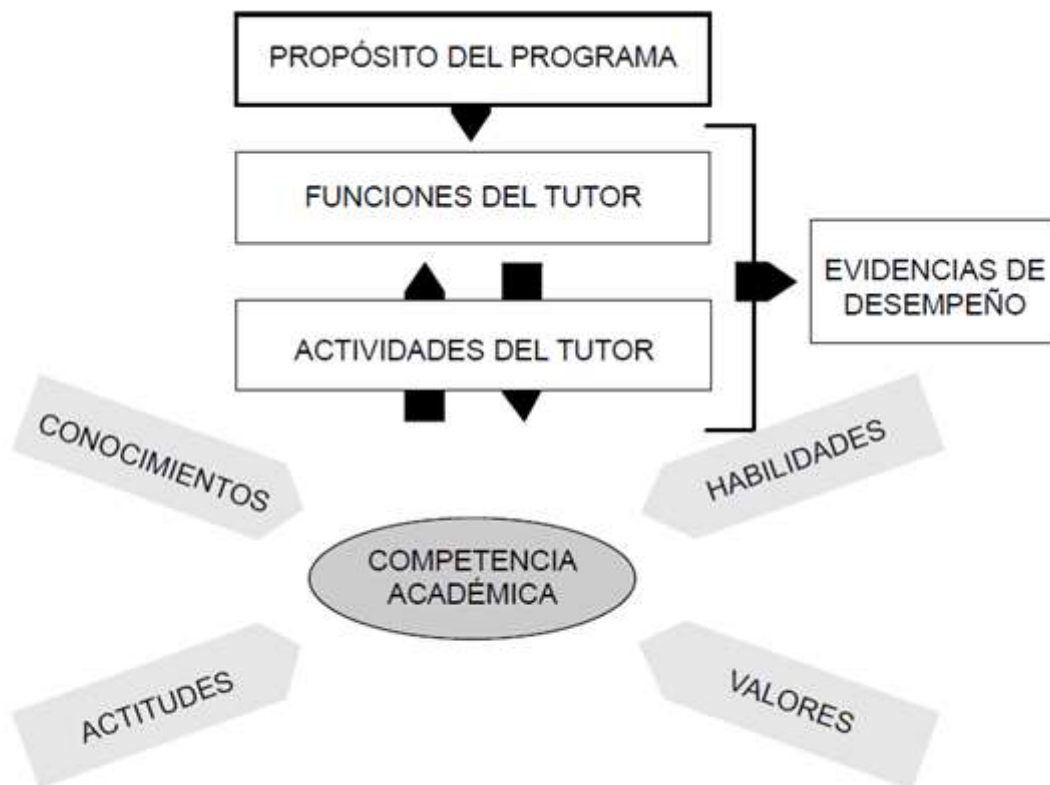 PROPÓSITO DEL PROGRAMA
FUNCIONES DEL TUTOR
EVIDENCIAS DE
DESEMPEÑO
ACTIVIDADES DEL TUTOR
CONOCIMIENTOS
HABILIDADES
COMPETENCIA
ACADÉMICA
ACTITUDES
VALORES